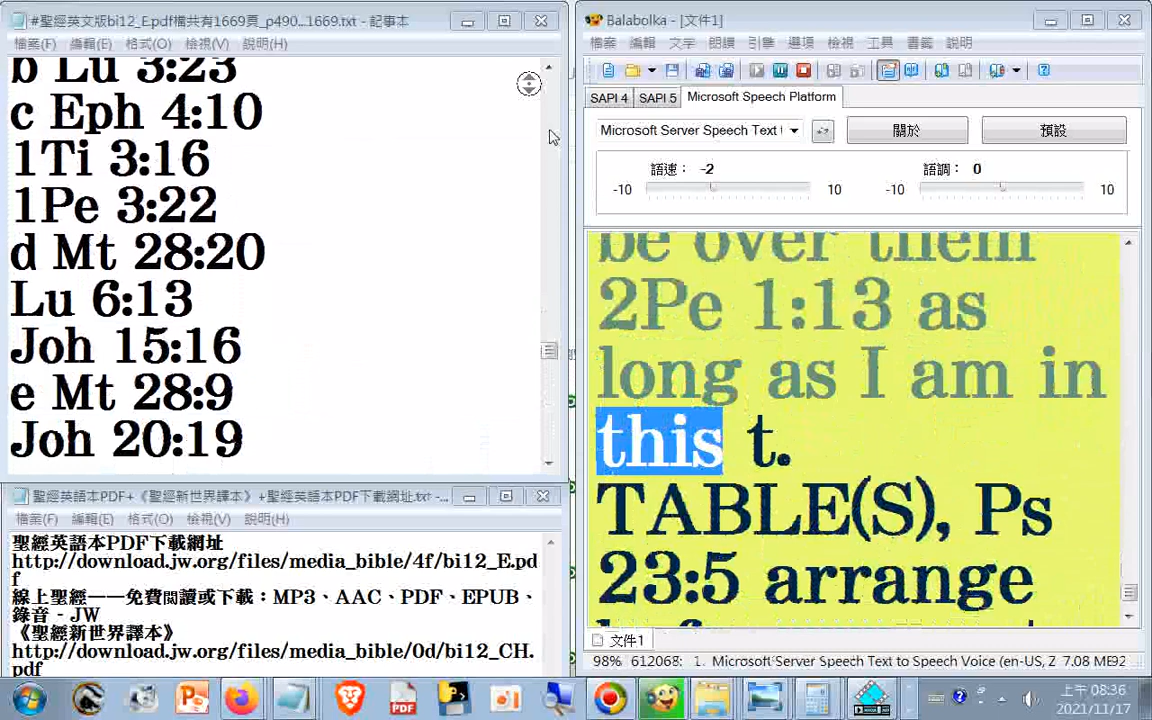 #聖經英文版bi12_E.pdf檔共有1669頁_p490...1669.txt - 記事本
檔案(F) 編輯(E) 格式(O) 檢視(V) 說明(H)
b Lu 3:23
c Eph 4:10
1Ti 3:16
1Pe 3:22
d Mt 28:20
Lu 6:13
Joh 15:16
e Mt 28:9
Joh 20:19
聖經英語本PDF+《聖經新世界譯本》+聖經英語本PDF下載網址.txt -...
檔案(F) 編輯(E) 格式(O) 檢視(V) 說明(H)
聖經英語本PDF下載網址
http://download.jw.org/files/media_bible/4f/bi12_E.pd
f
線上聖經——免費閱讀或下載：MP3、AAC、PDF、EPUB、
錄音 - JW
《聖經新世界譯本》
http://download.jw.org/files/media_bible/0d/bi12_CH.
pdf
Balabolka - [文件1]
檔案 編輯 文字 朗讀 引擎 選項 檢視 工具 書籤 說明
SAPI 4 SAPI 5 Microsoft Speech Platform
Microsoft Server Speech Text 關於 預設
語速： -2 語調： 0
-10 10 -10 10
be over them
2Pe 1:13 as
long as I am in
this t.
TABLE(S), Ps
23:5 arrange
文件1
98% 612068: 1. Microsoft Server Speech Text to Speech Voice (en-US, Z 7.08 ME92
上午 08:36
2021/11/17